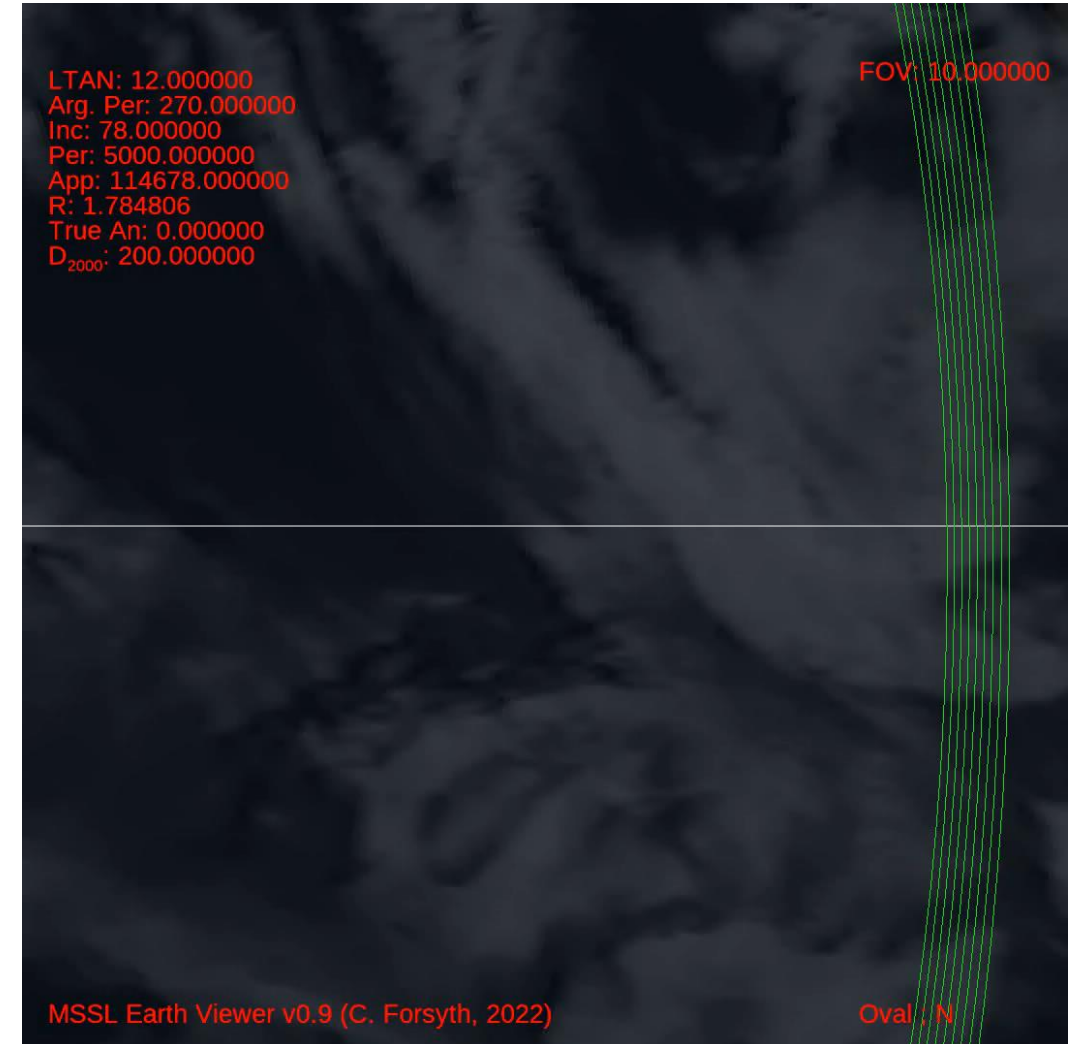 FOV: 10.000000
LTAN: 12.000000
Arg. Per: 270.000000
Inc: 78.000000
Per: 5000.000000
App: 114678.000000
R: 1.784806
True An: 0.000000
D2000: 200.000000
MSSL Earth Viewer v0.9 (C. Forsyth, 2022)
Oval , N